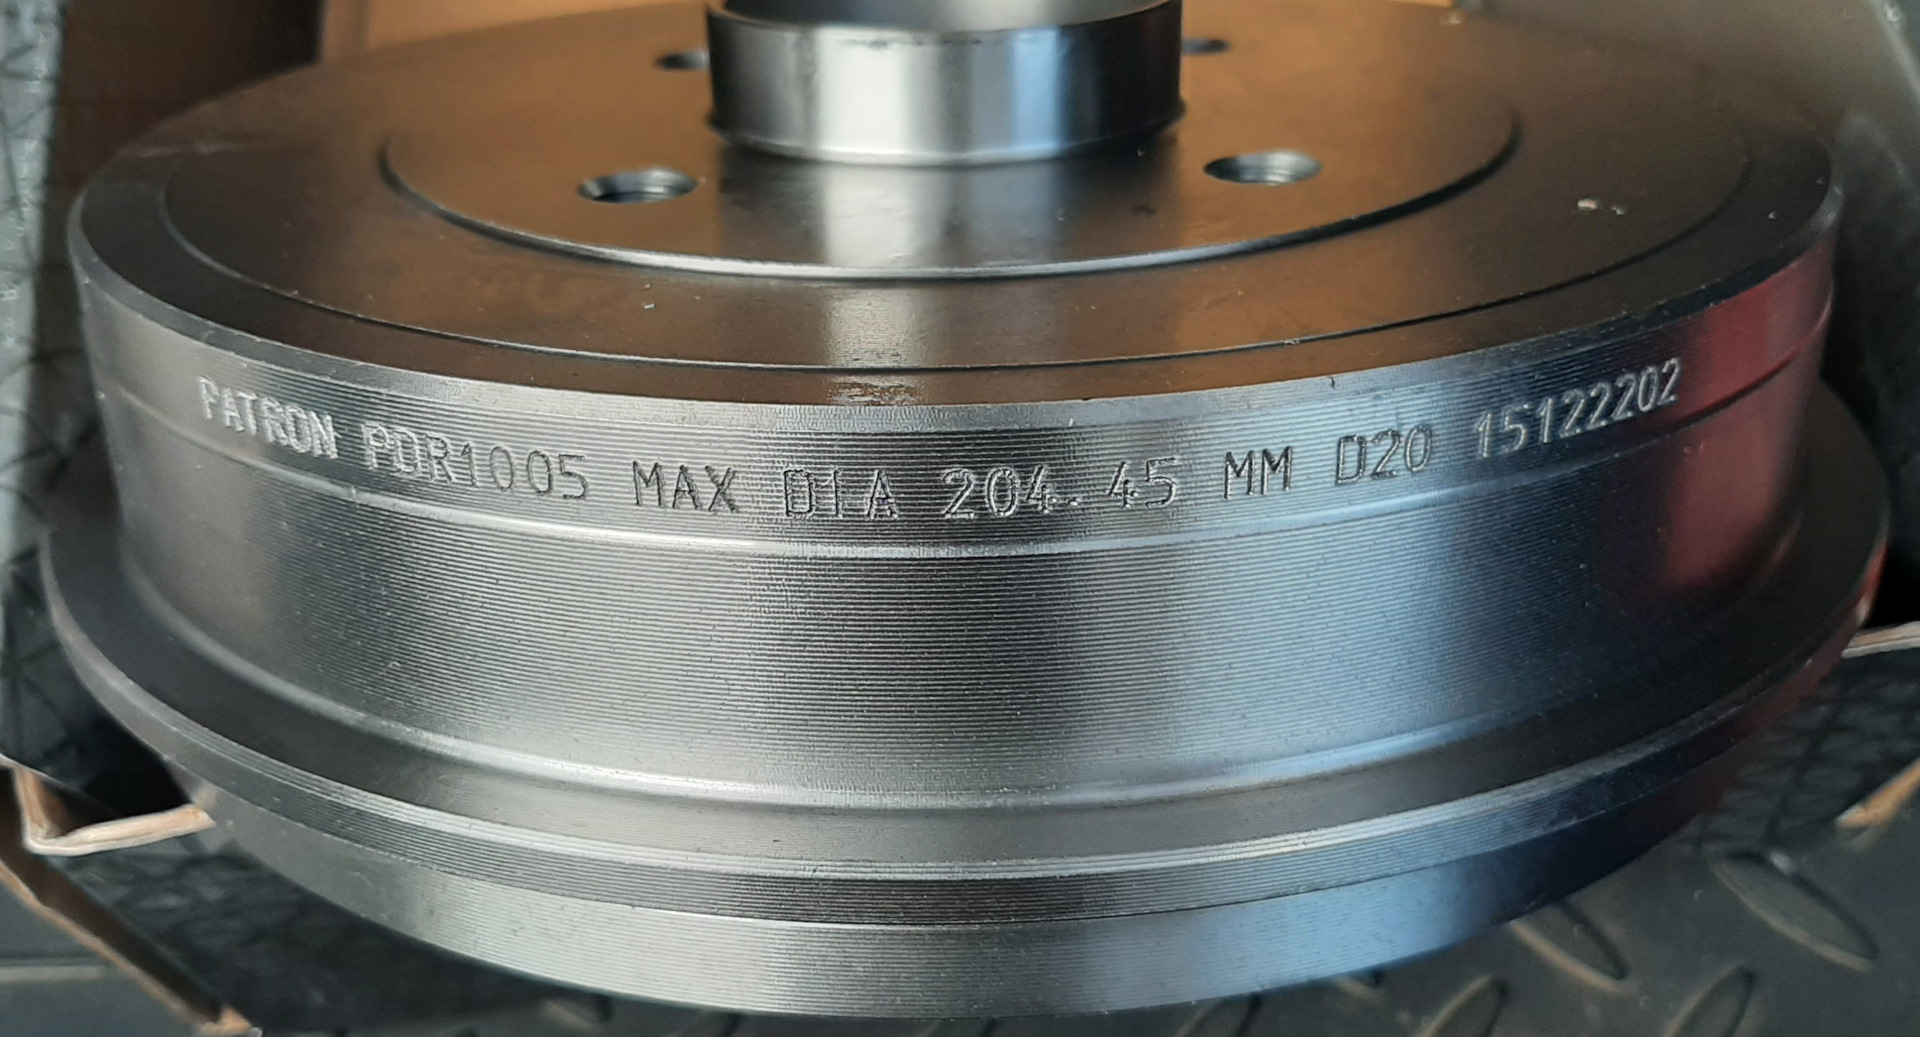 PATRON PDR1005 MAX DIA 204.45 MM D20 15122202